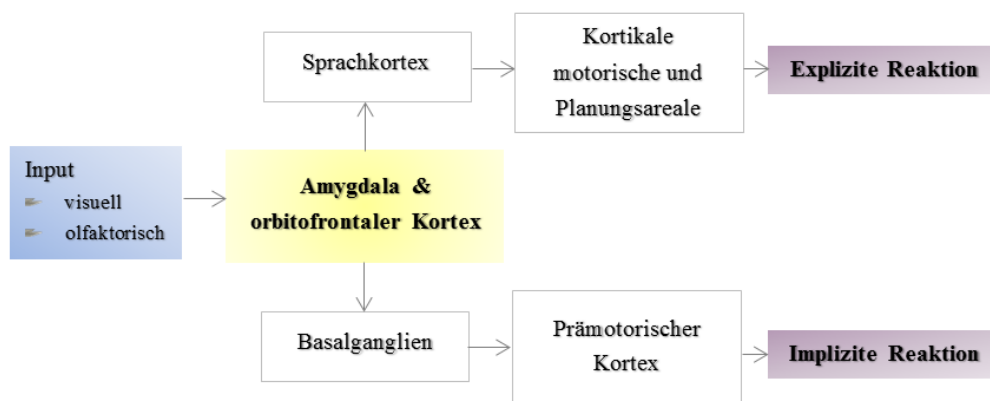 Sprachkortex
Kortikale
motorische und
Planungsareale
Explizite Reaktion
Input
visuell
olfaktorisch
Amygdala &
orbitofrontaler Kortex
Basalganglien
Prämotorischer
Kortex
Implizite Reaktion